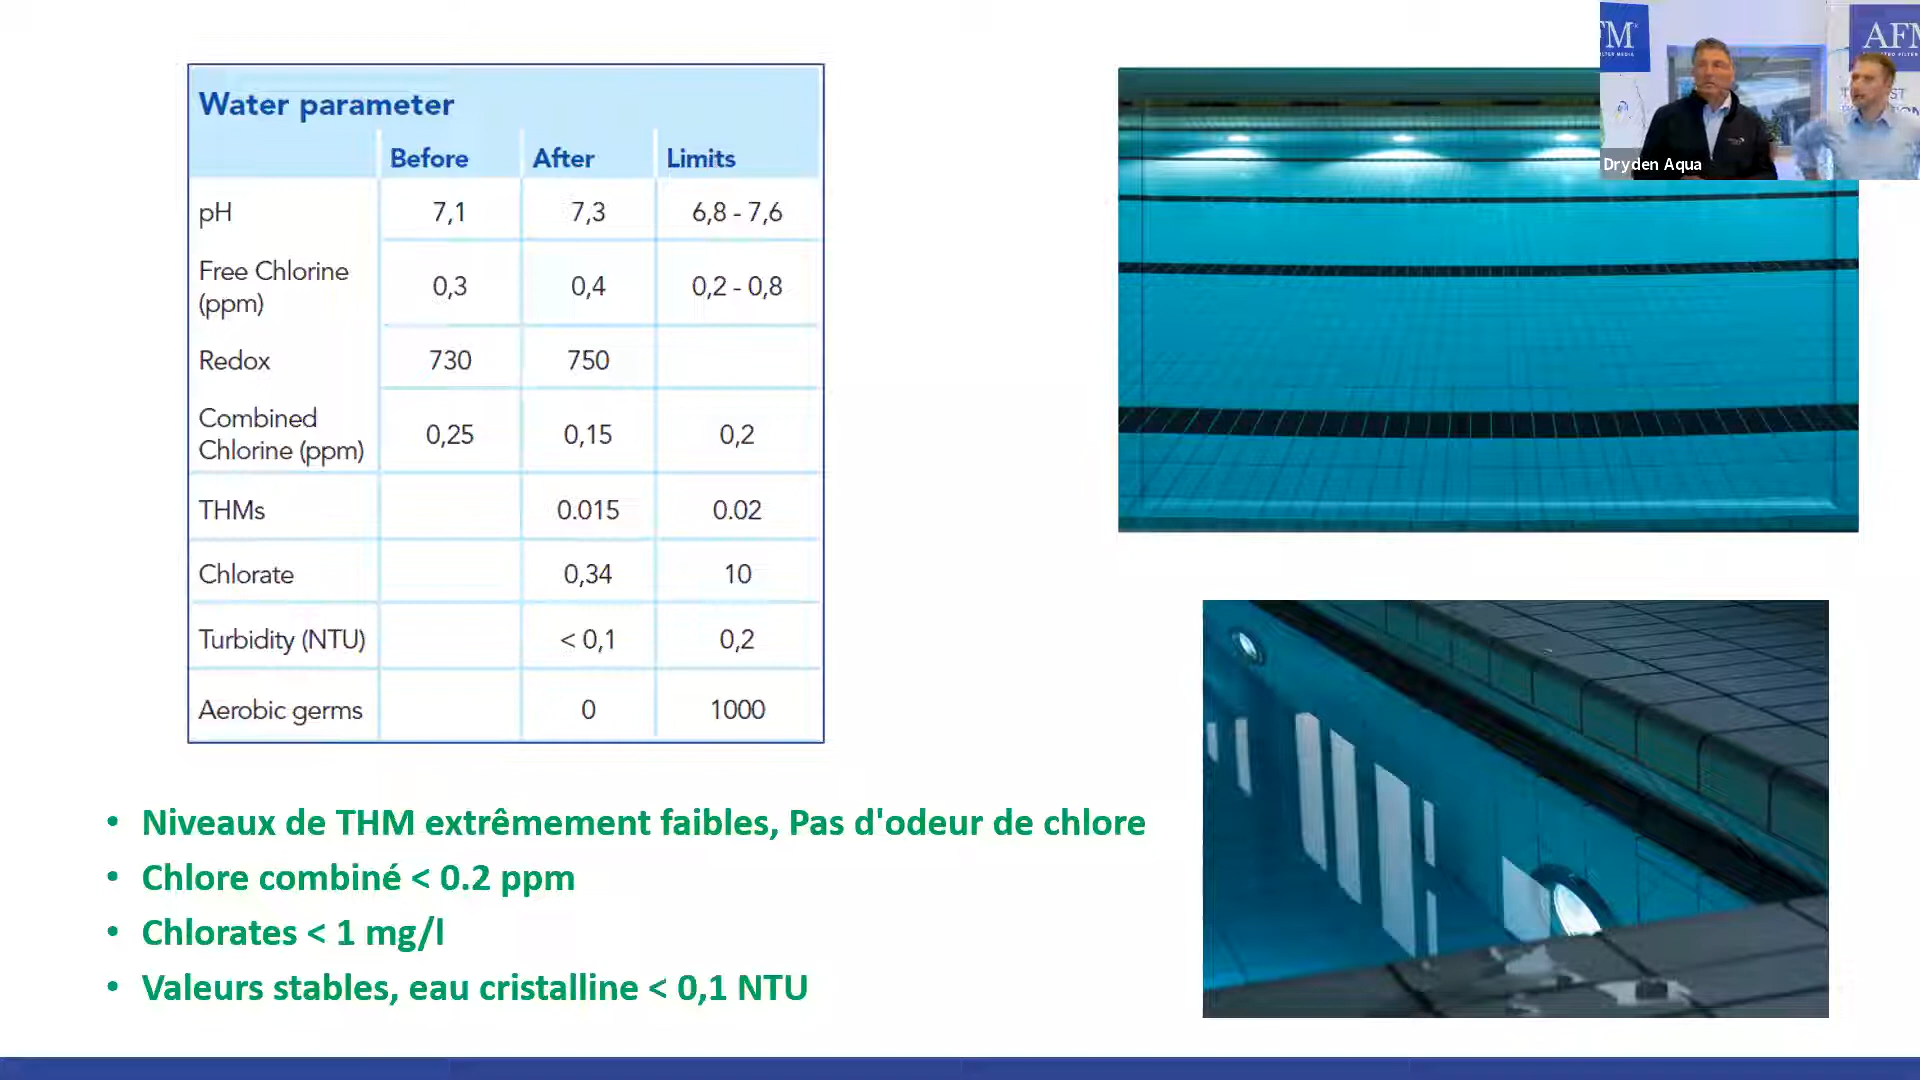 Water parameter
Before After Limits
pH 7,1 7,3 6,8 - 7,6
Free Chlorine
(ppm) 0,3 0,4 0,2 - 0,8
Redox 730 750
Combined
Chlorine (ppm) 0,25 0,15 0,2
THMs 0.015 0.02
Chlorate 0,34 10
Turbidity (NTU) < 0,1 0,2
Aerobic germs 0 1000
• Niveaux de THM extrêmement faibles, Pas d'odeur de chlore
• Chlore combiné < 0.2 ppm
• Chlorates < 1 mg/l
• Valeurs stables, eau cristalline < 0,1 NTU
FM
AFM
Dryden Aqua